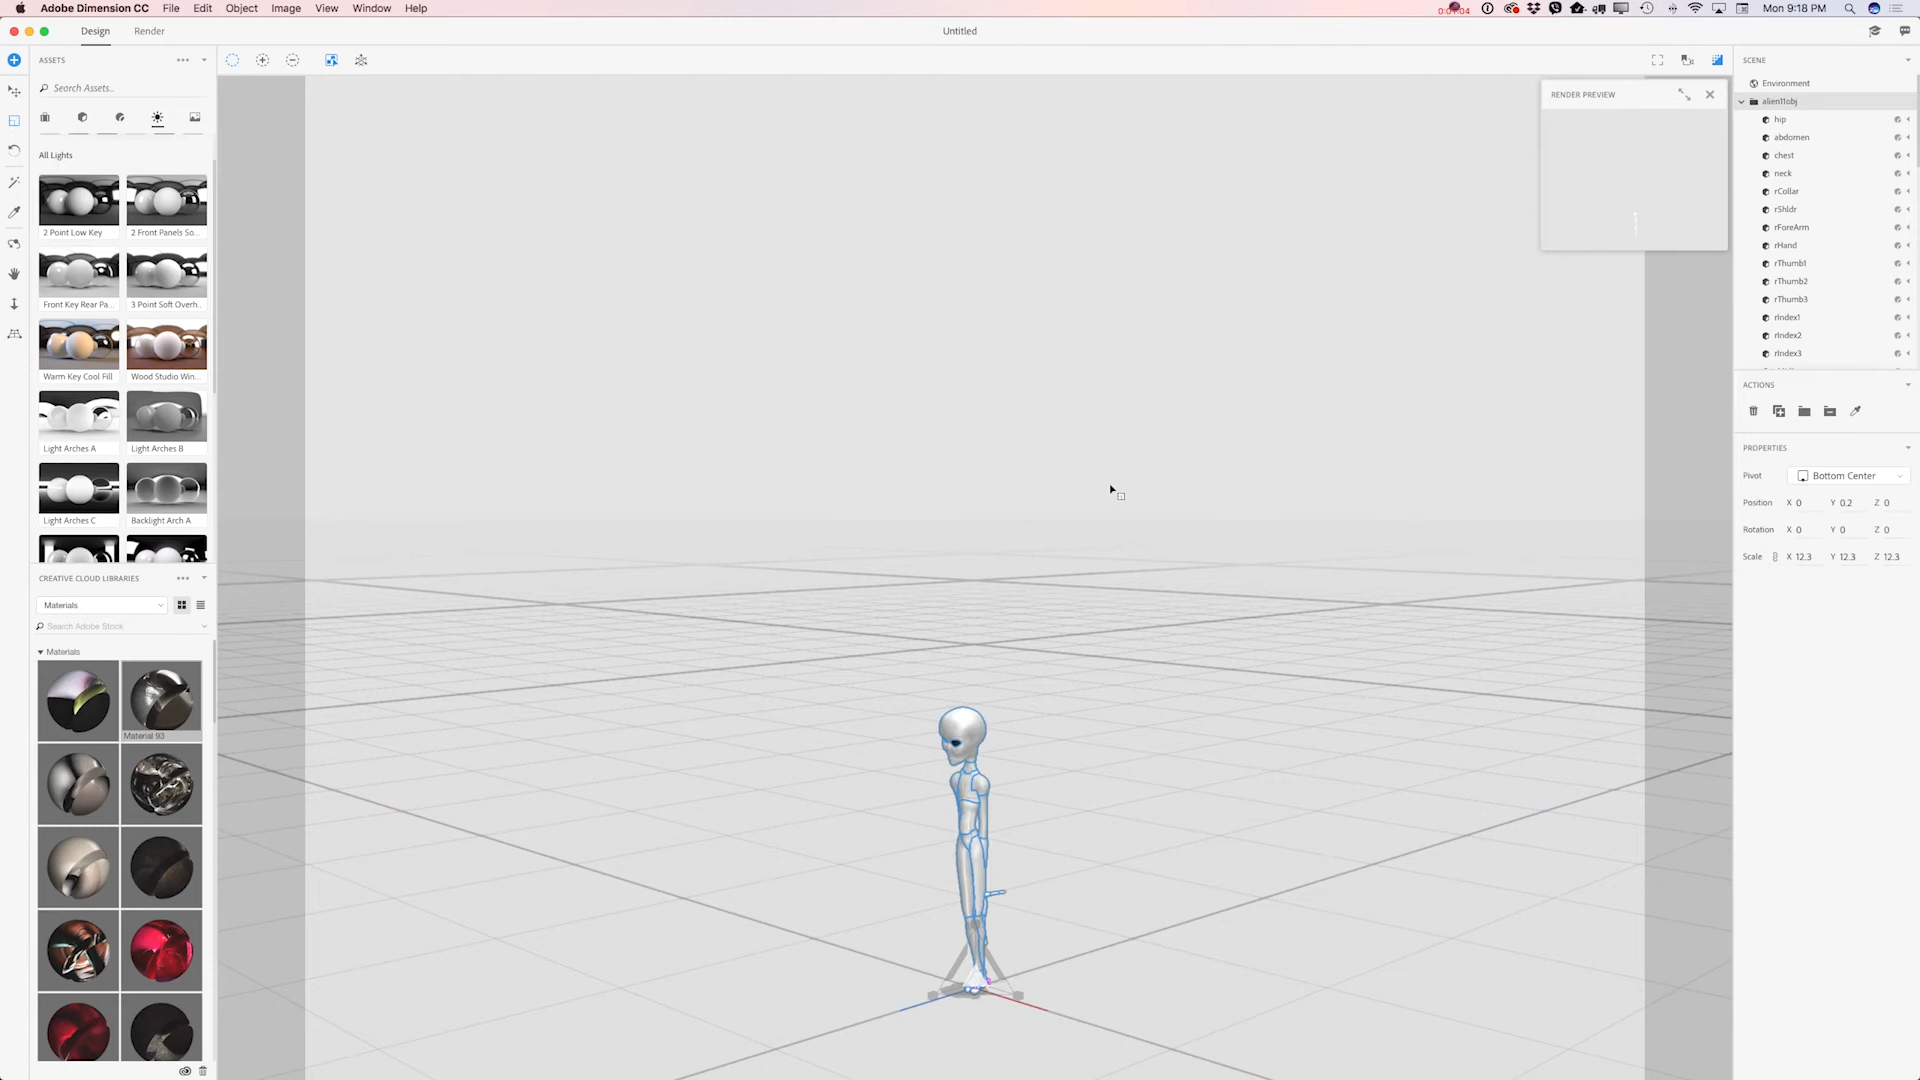 Adobe Dimension CC File Edit Object Image View Window Help
0:01:04 Mon 9:18 PM
Design Render
Untitled
ASSETS
Search Assets...
All Lights
2 Point Low Key
2 Front Panels So...
Front Key Rear Pa...
3 Point Soft Overh...
Warm Key Cool Fill
Wood Studio Win...
Light Arches A
Light Arches B
Light Arches C
Backlight Arch A
CREATIVE CLOUD LIBRARIES
Materials
Search Adobe Stock
Materials
Material 93
RENDER PREVIEW
SCENE
Environment
alien11obj
hip
abdomen
chest
neck
rCollar
rShldr
rForeArm
rHand
rThumb1
rThumb2
rThumb3
rIndex1
rIndex2
rIndex3
ACTIONS
PROPERTIES
Pivot Bottom Center
Position X 0 Y 0.2 Z 0
Rotation X 0 Y 0 Z 0
Scale X 12.3 Y 12.3 Z 12.3